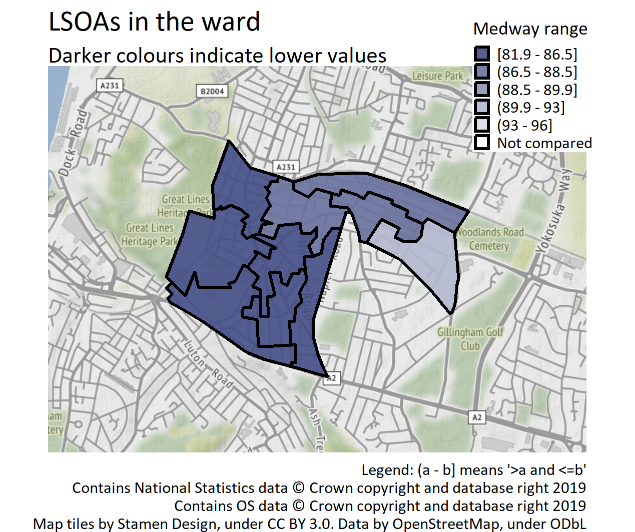 LSOAs in the ward
Darker colours indicate lower values
Medway range
[81.9 - 86.5]
(86.5 - 88.5]
(88.5 - 89.9]
(89.9 - 93]
(93 - 96]
Not compared
Leisure Park
A231
B2004
Dock Road
A231
Great Lines
Great Lines
Heritage Park
Yokosuka Way
Woodlands Road
Cemetery
Gillingham Golf
Club
Luton Road
A2
A2
Legend: (a - b] means '>a and <=b'
Contains National Statistics data © Crown copyright and database right 2019
Contains OS data © Crown copyright and database right 2019
Map tiles by Stamen Design, under CC BY 3.0. Data by OpenStreetMap, under ODbL